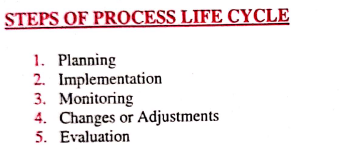 STEPS OF PROCESS LIFE CYCLE
1. Planning
2. Implementation
3. Monitoring
4. Changes or Adjustments
5. Evaluation